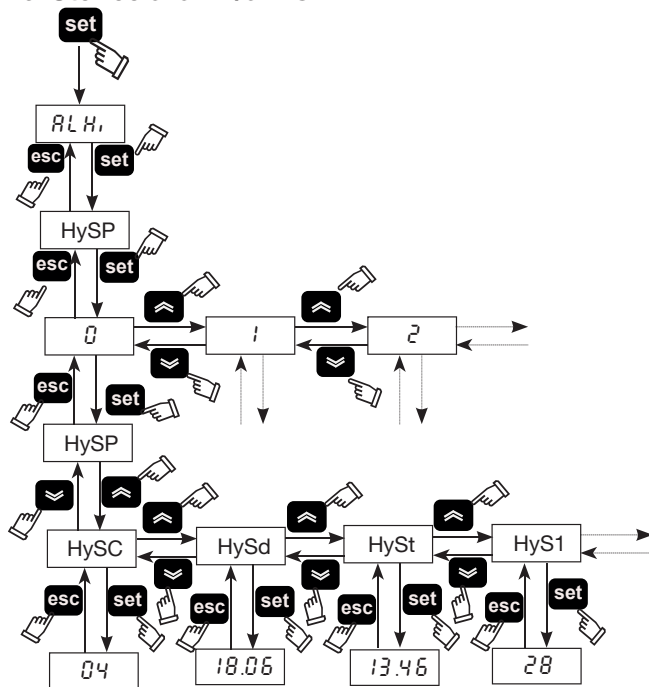 set
ALHi
esc set
HySP
esc set
0 1 2
esc set
HySP
HySC HySd HySt HyS1
esc set esc set esc set esc set
04 18.06 13.46 28